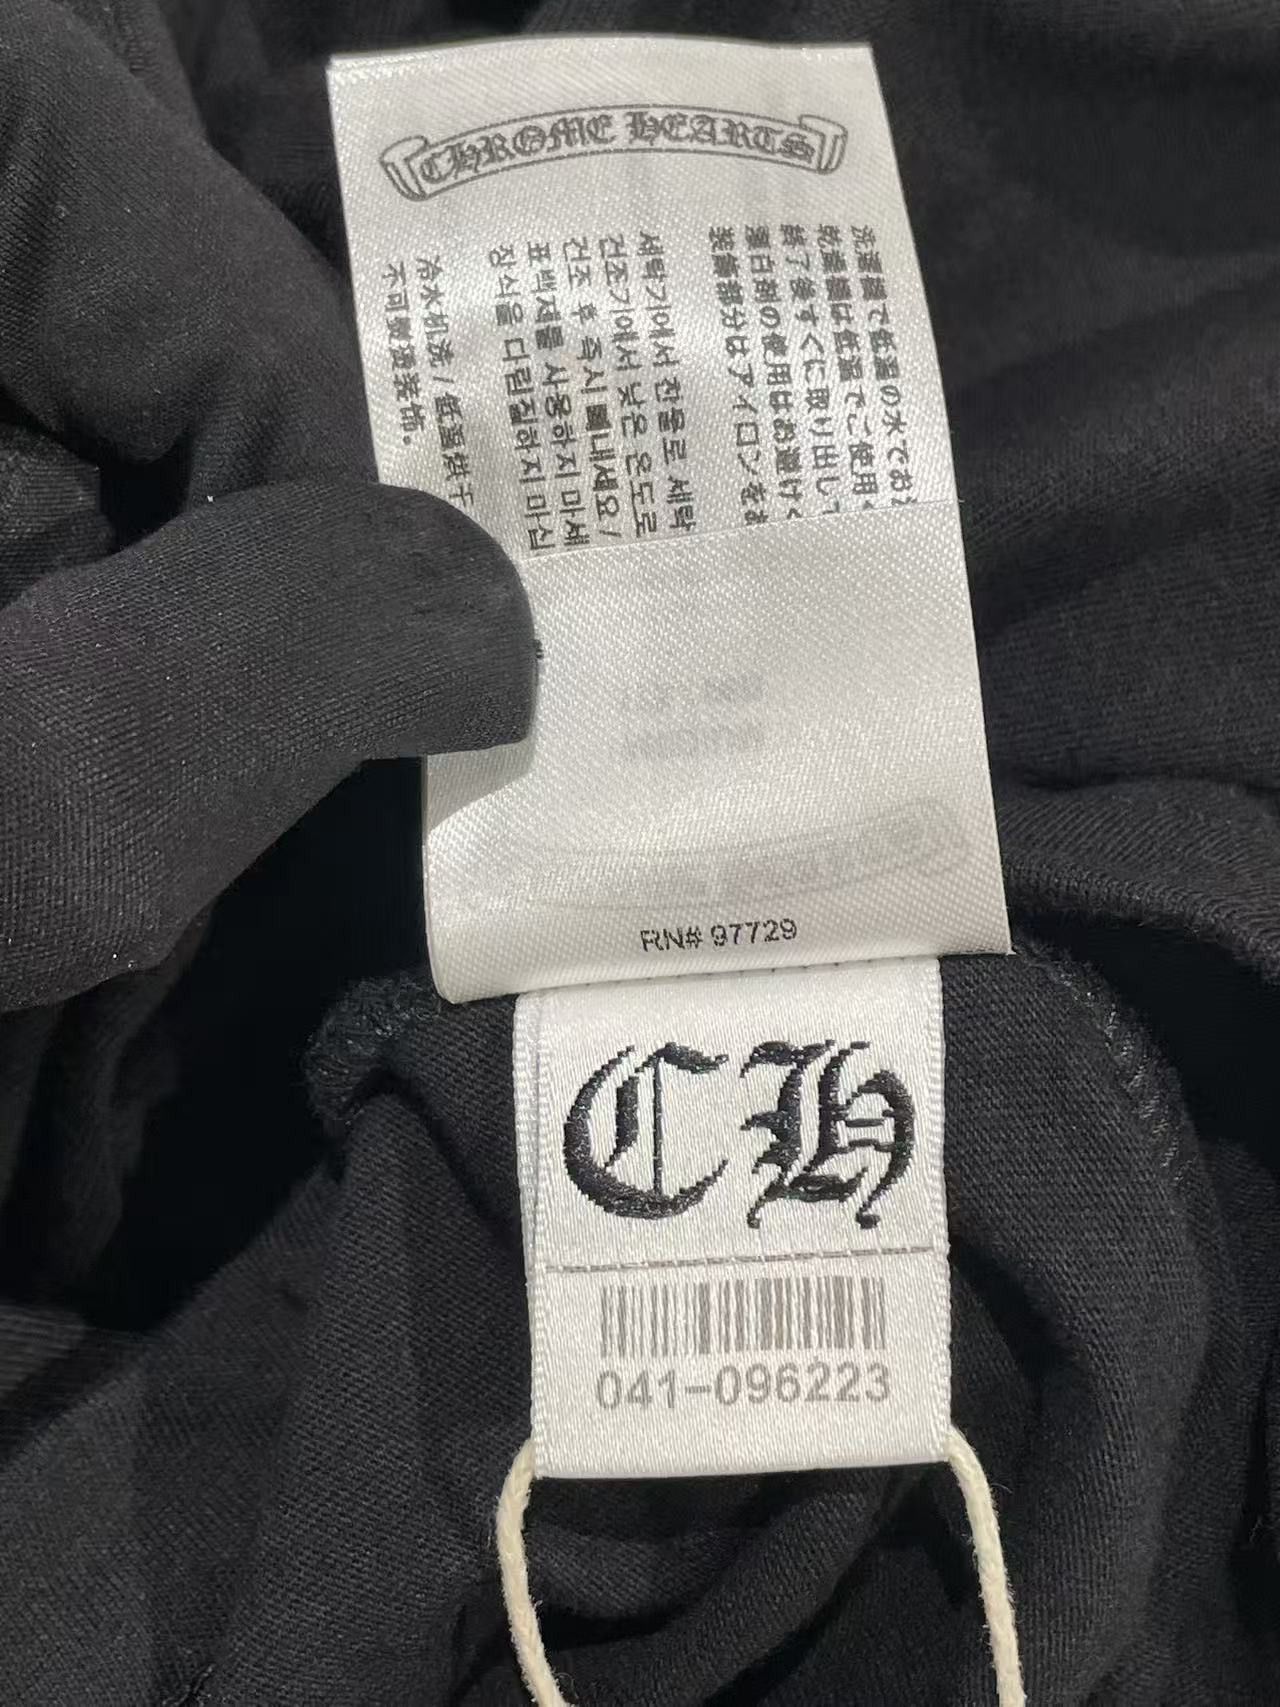 CHROME HEARTS
洗濯機で低温の水でお
乾燥機は低温でご使用
終了後すぐに取り出し
漂白剤の使用はお避けく
装飾部分はアイロンをお
세탁기에서 찬물로 세탁
건조기에서 낮은 온도로
건조 후 즉시 꺼내세요 /
표백제를 사용하지 마세
장식을 다림질하지 마십
冷水机洗 / 低温烘干
不可熨烫装饰。
RN# 97729
CH
041-096223